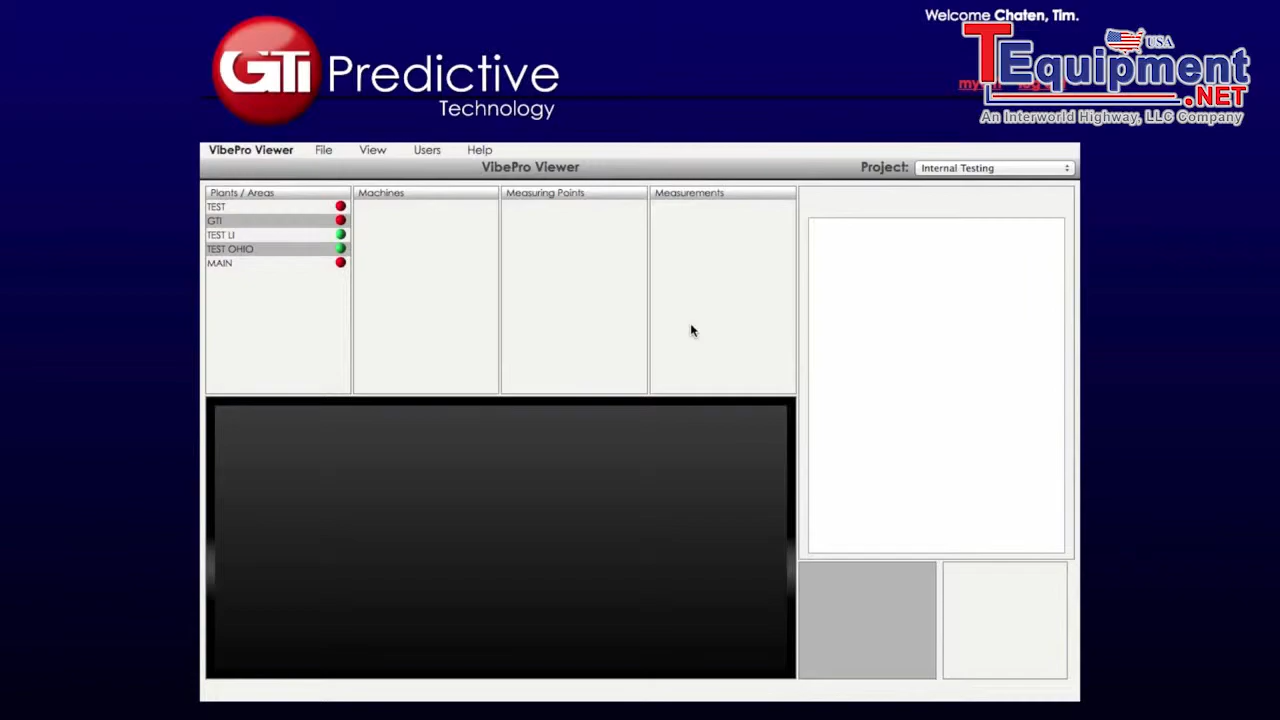 Welcome Chaten, Tim.
GTI Predictive
Technology
TEquipment
USA
.NET
An Interworld Highway, LLC Company
VibePro Viewer File View Users Help
VibePro Viewer
Project: Internal Testing
Plants / Areas
Machines
Measuring Points
Measurements
TEST
GTI
TEST LI
TEST OHIO
MAIN